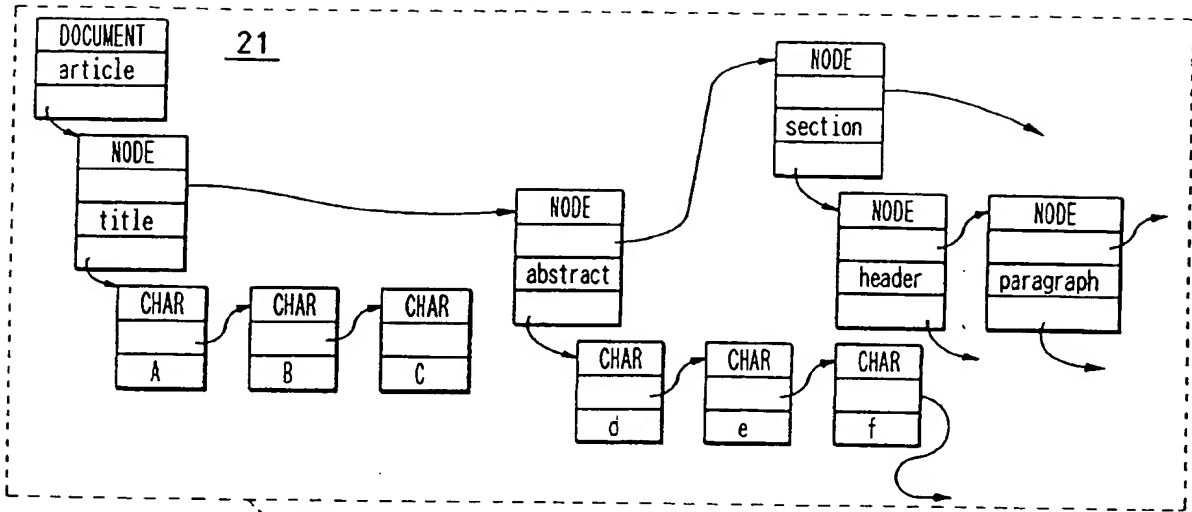 DOCUMENT
article
21
NODE
title
CHAR
A
CHAR
B
CHAR
C
NODE
abstract
CHAR
d
CHAR
e
CHAR
f
NODE
section
NODE
header
NODE
paragraph